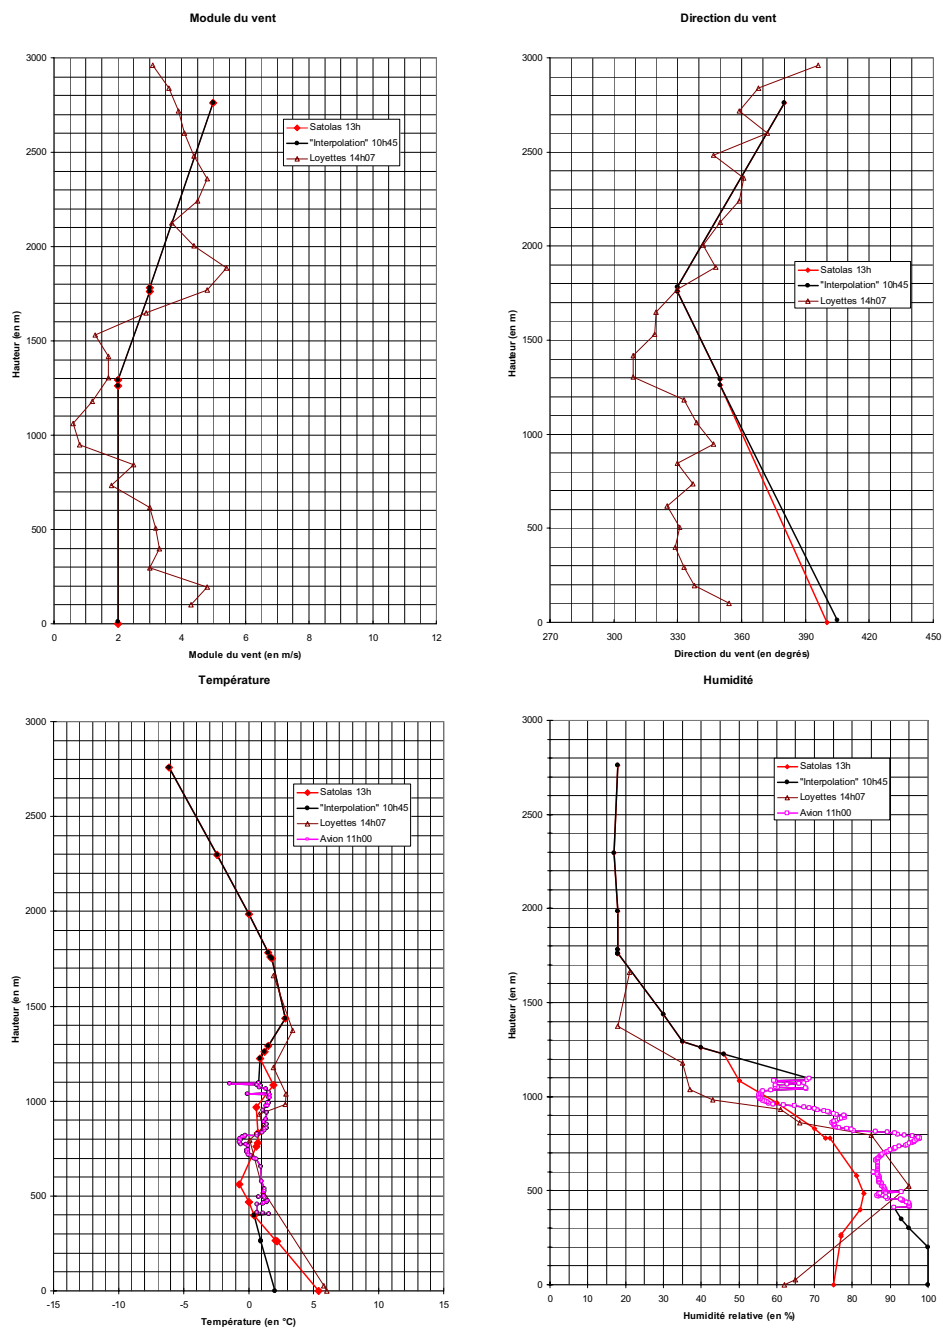 Module du vent
3000
2500
2000
1500
1000
500
0
Hauteur (en m)
Satolas 13h
"Interpolation" 10h45
Loyettes 14h07
0 2 4 6 8 10 12
Module du vent (en m/s)
Direction du vent
3000
2500
2000
1500
1000
500
0
Hauteur (en m)
Satolas 13h
"Interpolation" 10h45
Loyettes 14h07
270 300 330 360 390 420 450
Direction du vent (en degrés)
Température
3000
2500
2000
1500
1000
500
0
Hauteur (en m)
Satolas 13h
"Interpolation" 10h45
Loyettes 14h07
Avion 11h00
-15 -10 -5 0 5 10 15
Température (en °C)
Humidité
3000
2500
2000
1500
1000
500
0
Hauteur (en m)
Satolas 13h
"Interpolation" 10h45
Loyettes 14h07
Avion 11h00
0 10 20 30 40 50 60 70 80 90 100
Humidité relative (en %)